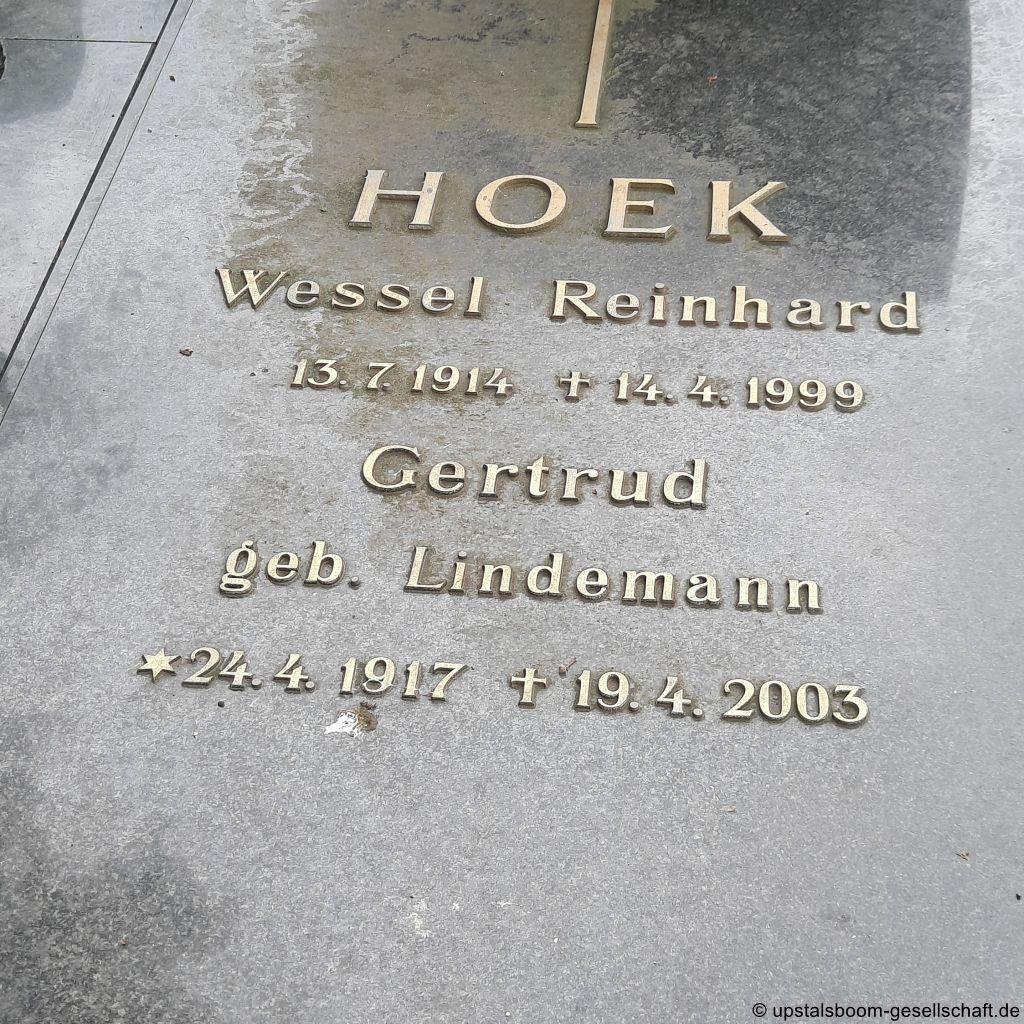 HOEK
Wessel Reinhard
13. 7. 1914 ✝ 14. 4. 1999
Gertrud
geb. Lindemann
✶ 24. 4. 1917 ✝ 19. 4. 2003
© upstalsboom-gesellschaft.de